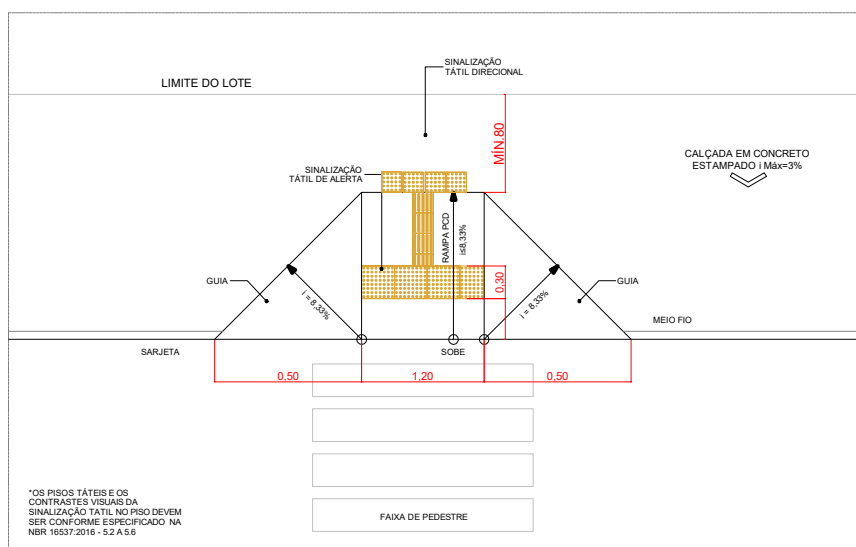 SINALIZAÇÃO
TÁTIL DIRECIONAL
LIMITE DO LOTE
MÍN.80
CALÇADA EM CONCRETO
ESTAMPADO i Máx=3%
SINALIZAÇÃO
TÁTIL DE ALERTA
RAMPA PCD
i≤8,33%
GUIA
i = 8,33%
0,30
i = 8,33%
GUIA
MEIO FIO
SARJETA
SOBE
0,50
1,20
0,50
*OS PISOS TÁTEIS E OS
CONTRASTES VISUAIS DA
SINALIZAÇÃO TATIL NO PISO DEVEM
SER CONFORME ESPECIFICADO NA
NBR 16537:2016 - 5.2 A 5.6
FAIXA DE PEDESTRE